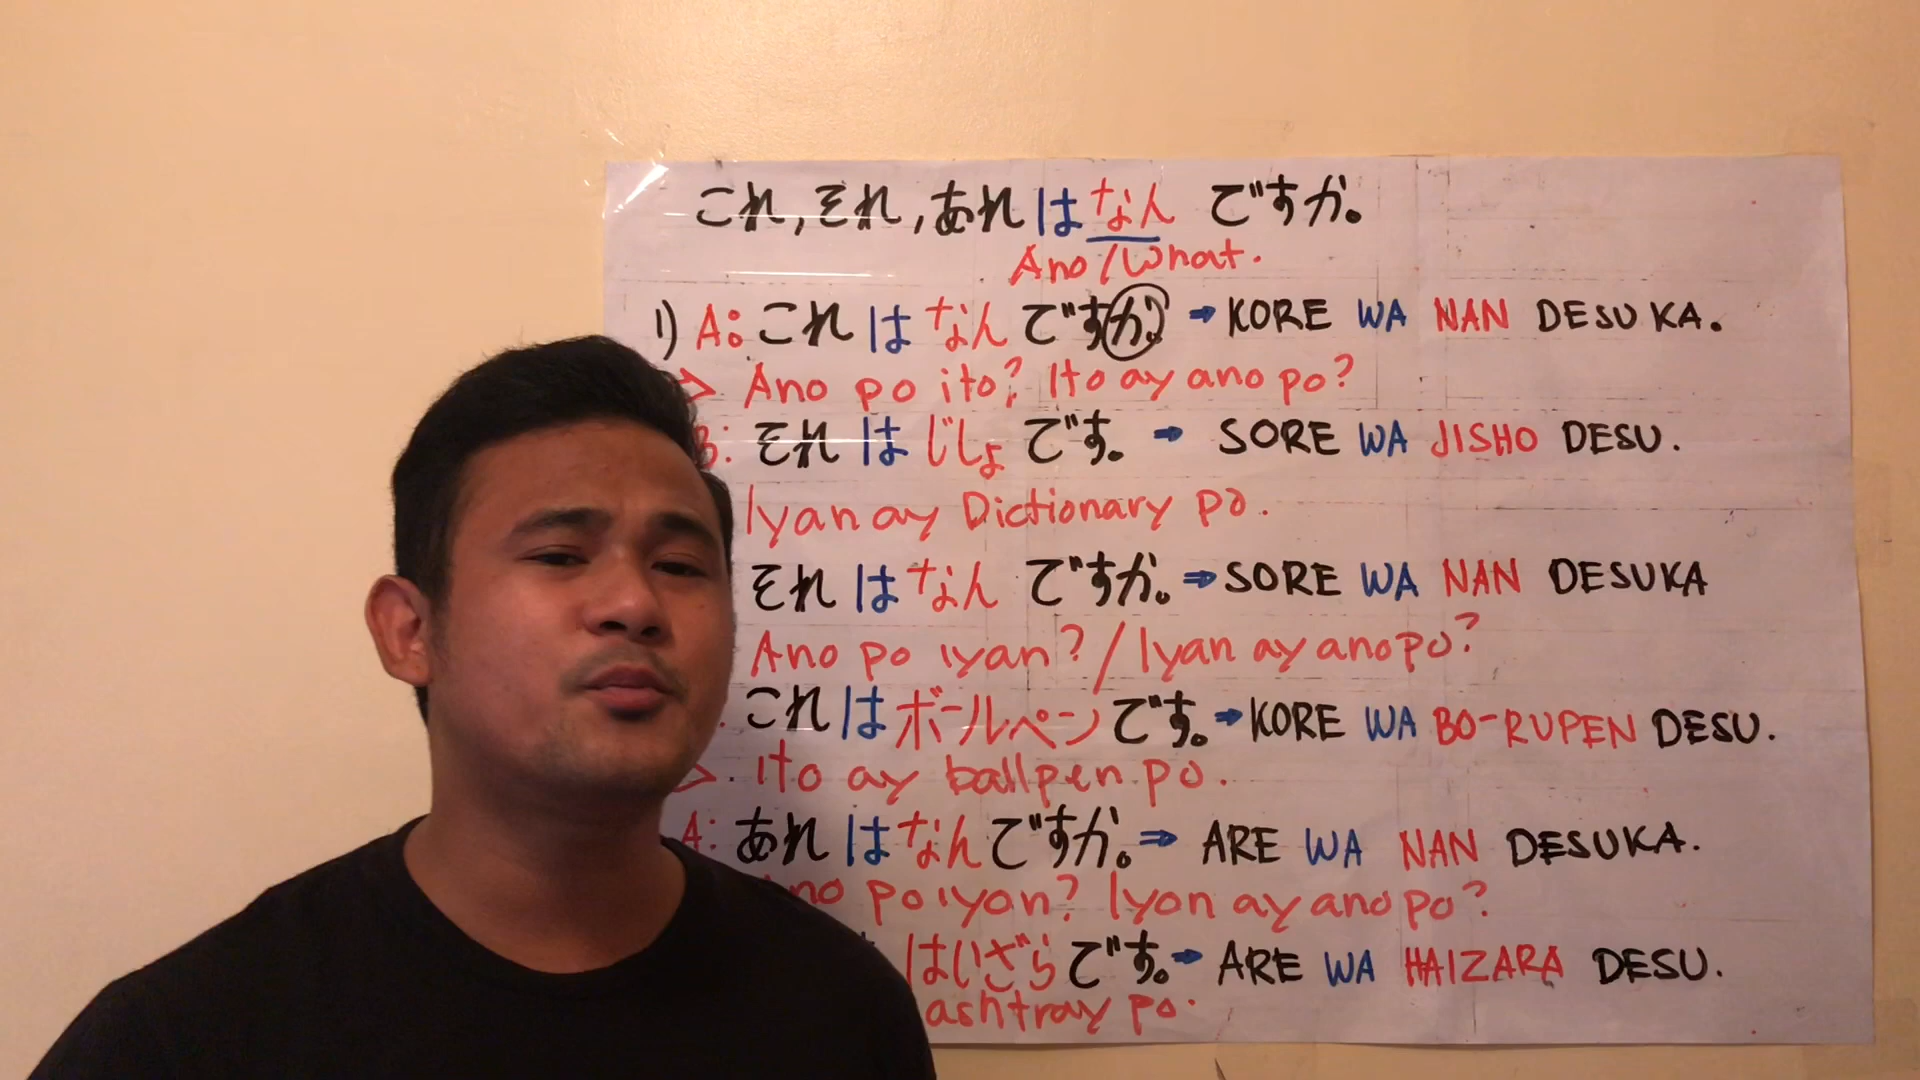 これ,それ,あれはなん ですか。
Ano/What.
1) A: これ は なん ですか。 → KORE WA NAN DESU KA.
> Ano po ito? Ito ay ano po?
B: それ は じしょ です。 → SORE WA JISHO DESU.
Iyan ay Dictionary po.
それ は なん ですか。 → SORE WA NAN DESUKA
Ano po iyan? / Iyan ay ano po?
これ は ボールペン です。 → KORE WA BO-RUPEN DESU.
> Ito ay ballpen po.
A: あれ は なん ですか。 → ARE WA NAN DESUKA.
Ano po iyon? Iyon ay ano po?
はいざら です。 → ARE WA HAIZARA DESU.
ashtray po.